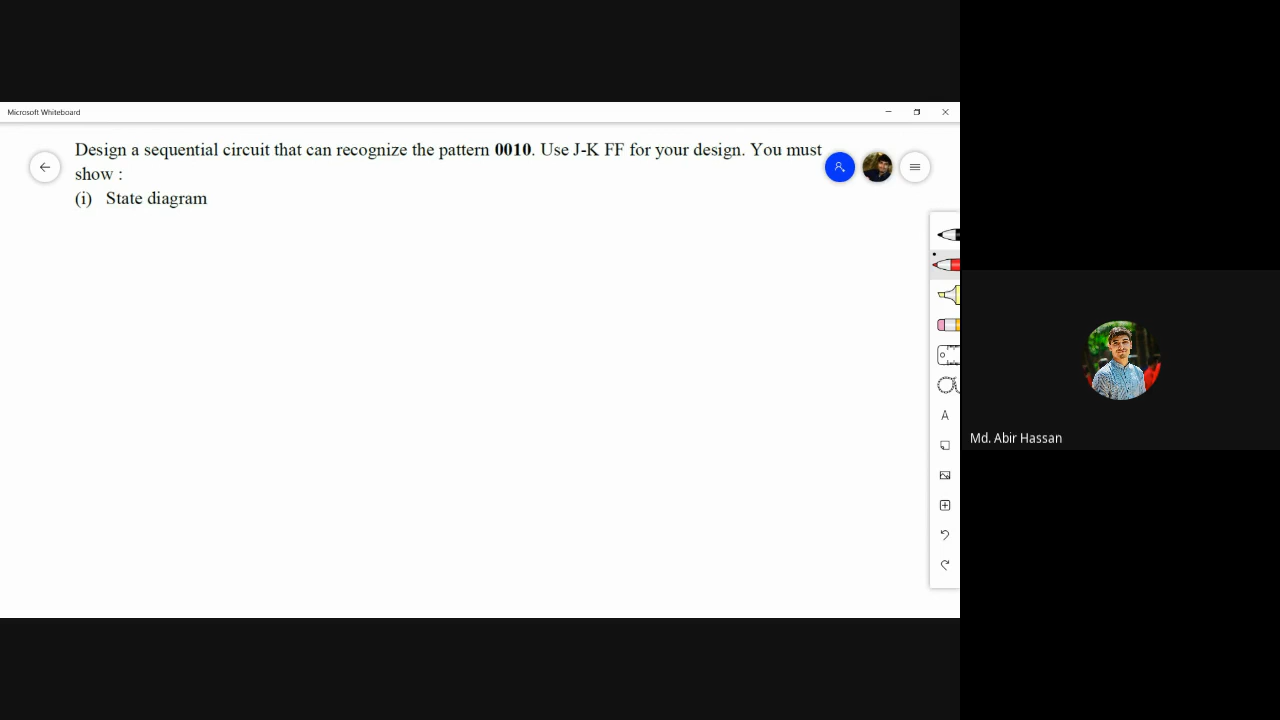 Microsoft Whiteboard
Design a sequential circuit that can recognize the pattern 0010. Use J-K FF for your design. You must
show :
(i) State diagram
A
Md. Abir Hassan